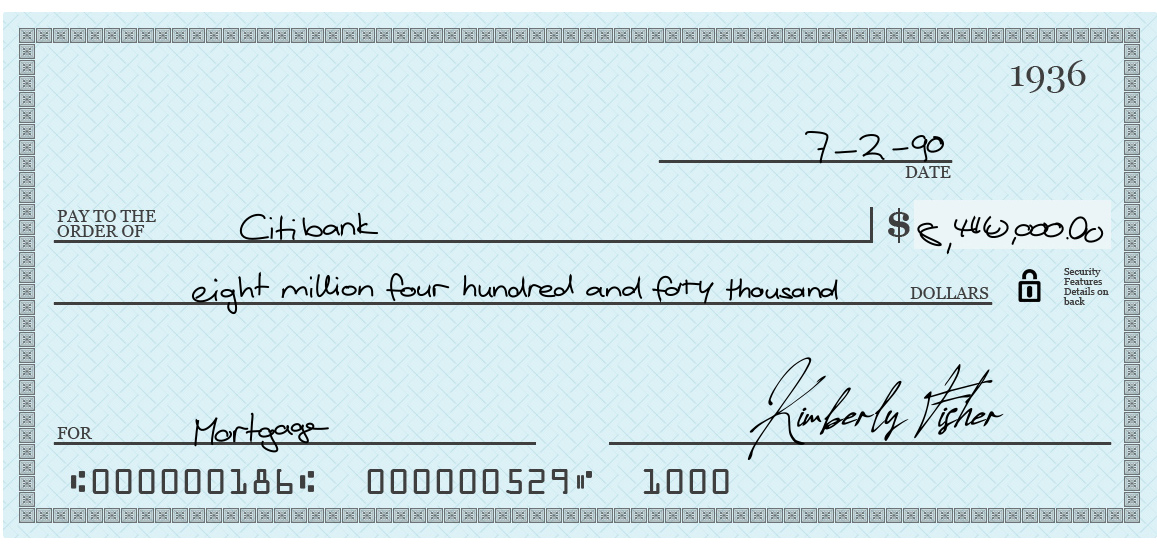 1936
7-2-90
DATE
PAY TO THE
ORDER OF Citibank $ 8,440,000.00
eight million four hundred and forty thousand DOLLARS
Security
Features
Details on
back
FOR Mortgage Kimberly Fisher
⑆000000186⑆ 000000529⑈ 1000